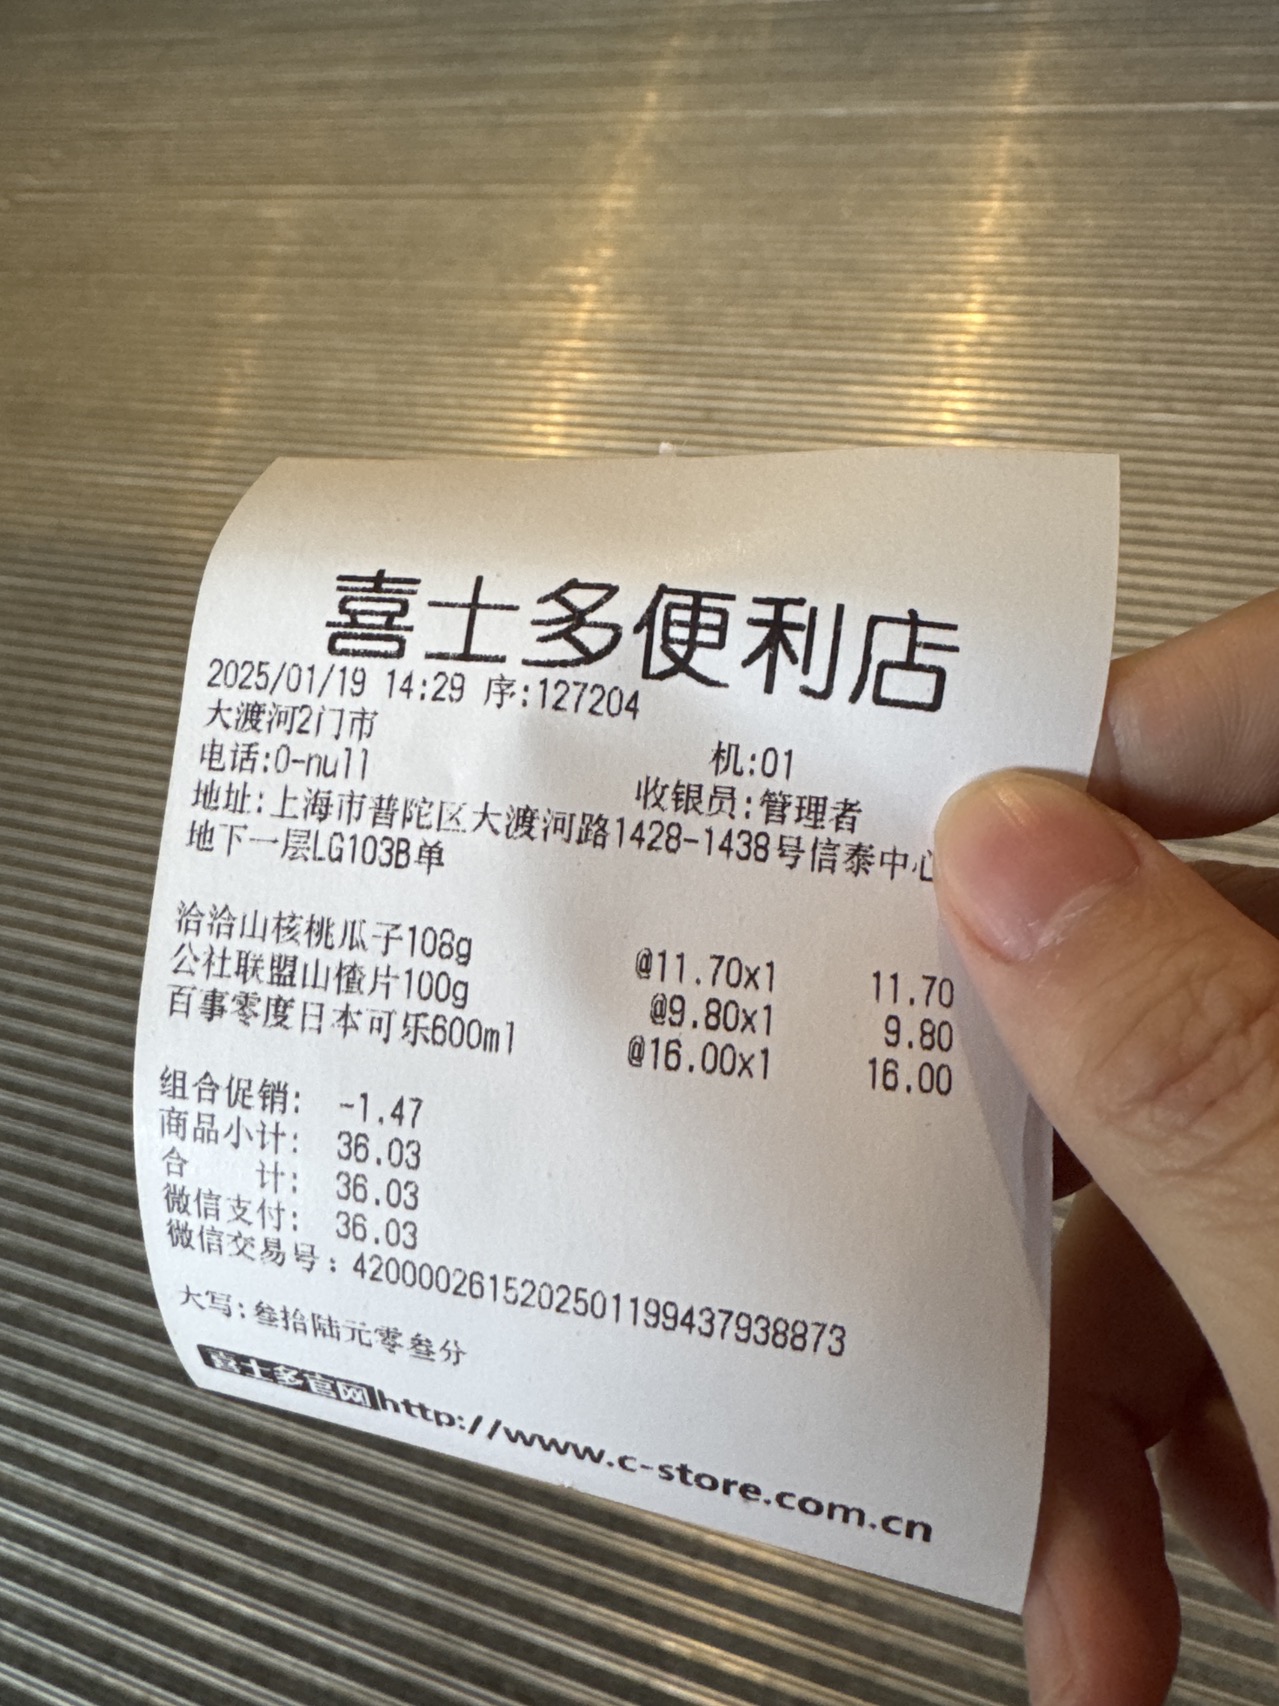 喜士多便利店
2025/01/19 14:29 序:127204
大渡河2门市 机:01
电话:0-null 收银员:管理者
地址:上海市普陀区大渡河路1428-1438号信泰中心
地下一层LG103B单
洽洽山核桃瓜子108g @11.70x1 11.70
公社联盟山楂片100g @9.80x1 9.80
百事零度日本可乐600ml @16.00x1 16.00
组合促销: -1.47
商品小计: 36.03
合 计: 36.03
微信支付: 36.03
微信交易号: 4200002615202501199437938873
大写:叁拾陆元零叁分
喜士多官网http://www.c-store.com.cn